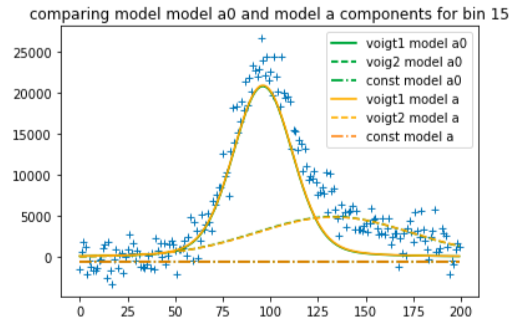 comparing model model a0 and model a components for bin 15
voigt1 model a0
voig2 model a0
const model a0
voigt1 model a
voigt2 model a
const model a
25000
20000
15000
10000
5000
0
0 25 50 75 100 125 150 175 200